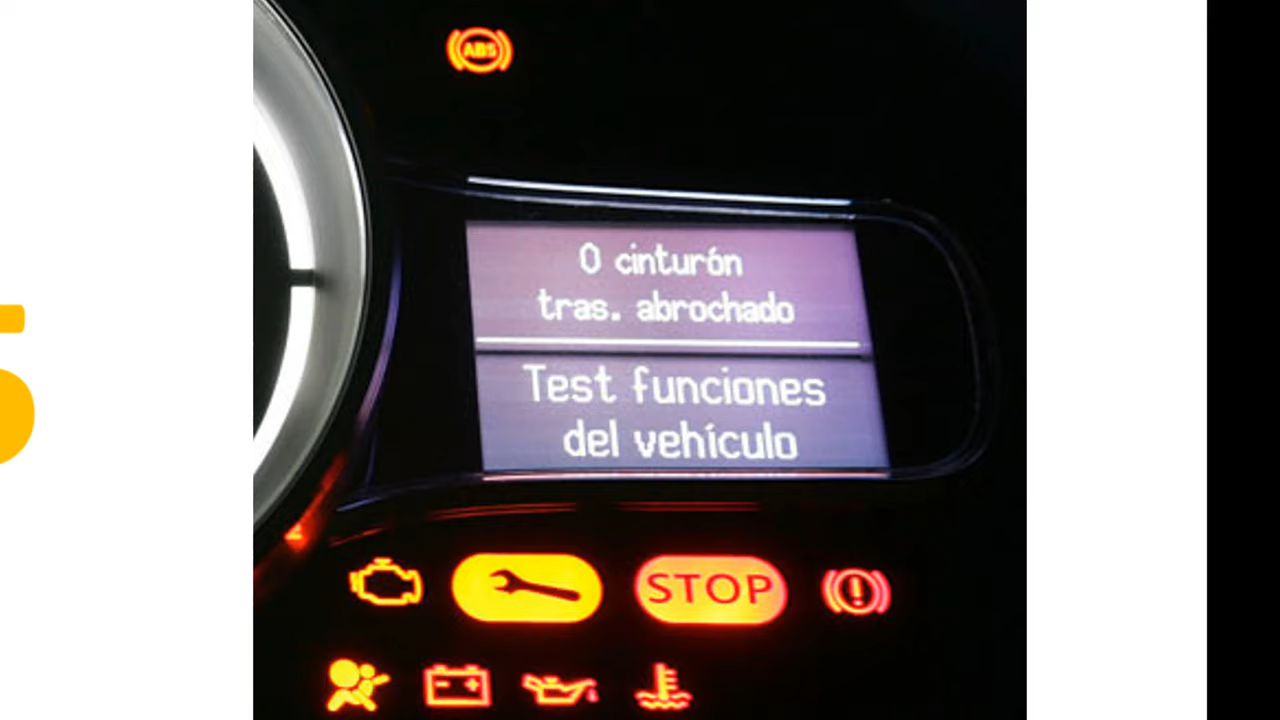 ABS
0 cinturón
tras. abrochado
Test funciones
del vehículo
STOP